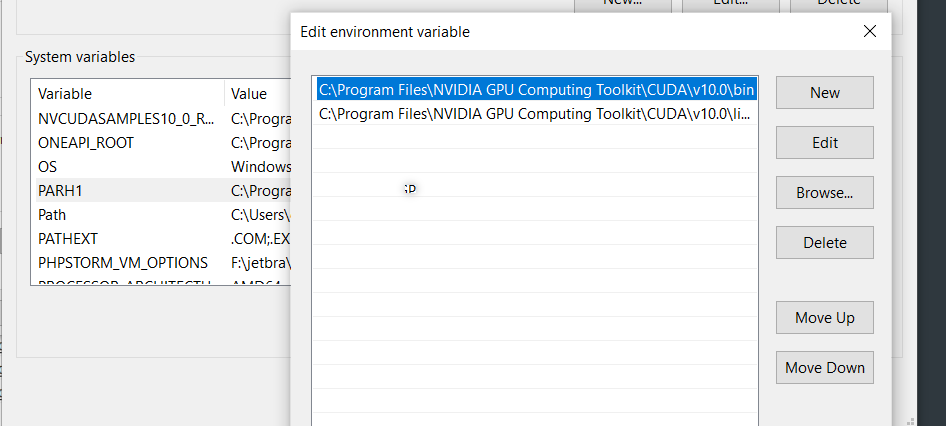 New... Edit... Delete
Edit environment variable
System variables
Variable Value
NVCUDASAMPLES10_0_R... C:\Progra
ONEAPI_ROOT C:\Progra
OS Windows
PARH1 C:\Progra
Path C:\Users\
PATHEXT .COM;.EX
PHPSTORM_VM_OPTIONS F:\jetbra\
PROCESSOR_ARCHITECTU AMD64
C:\Program Files\NVIDIA GPU Computing Toolkit\CUDA\v10.0\bin
C:\Program Files\NVIDIA GPU Computing Toolkit\CUDA\v10.0\li...
;p
New
Edit
Browse...
Delete
Move Up
Move Down